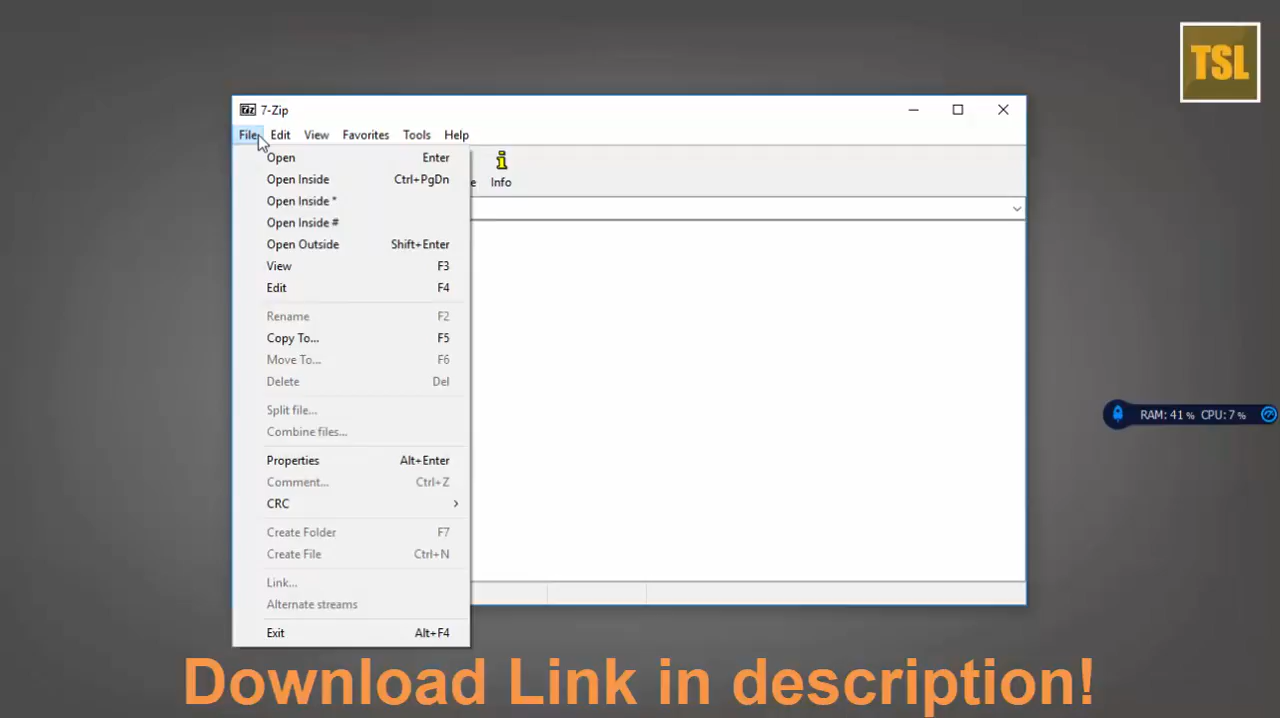 TSL
7-Zip
File Edit View Favorites Tools Help
Open Enter
Open Inside Ctrl+PgDn
Open Inside *
Open Inside #
Open Outside Shift+Enter
View F3
Edit F4
Rename F2
Copy To... F5
Move To... F6
Delete Del
Split file...
Combine files...
Properties Alt+Enter
Comment... Ctrl+Z
CRC
Create Folder F7
Create File Ctrl+N
Link...
Alternate streams
Exit Alt+F4
e Info
RAM: 41% CPU: 7%
Download Link in description!